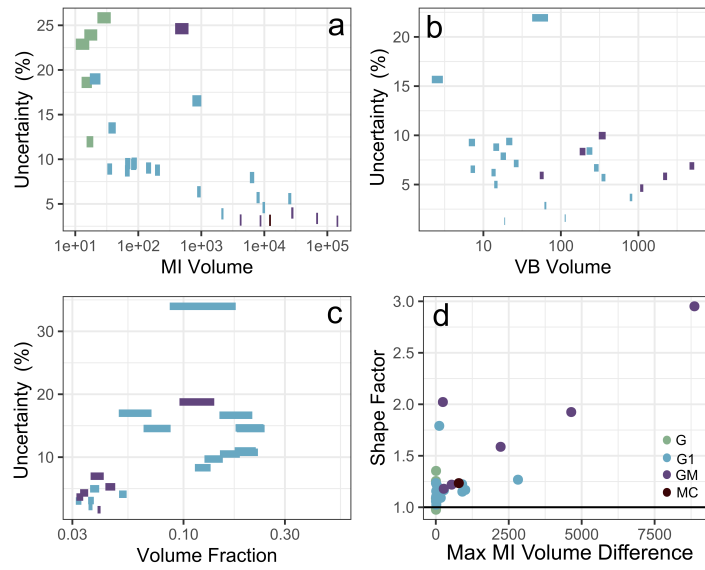 a
Uncertainty (%)
25
20
15
10
5
1e+01 1e+02 1e+03 1e+04 1e+05
MI Volume
b
Uncertainty (%)
20
15
10
5
10 100 1000
VB Volume
c
Uncertainty (%)
30
20
10
0.03 0.10 0.30
Volume Fraction
d
Shape Factor
3.0
2.5
2.0
1.5
1.0
G
G1
GM
MC
0 2500 5000 7500
Max MI Volume Difference